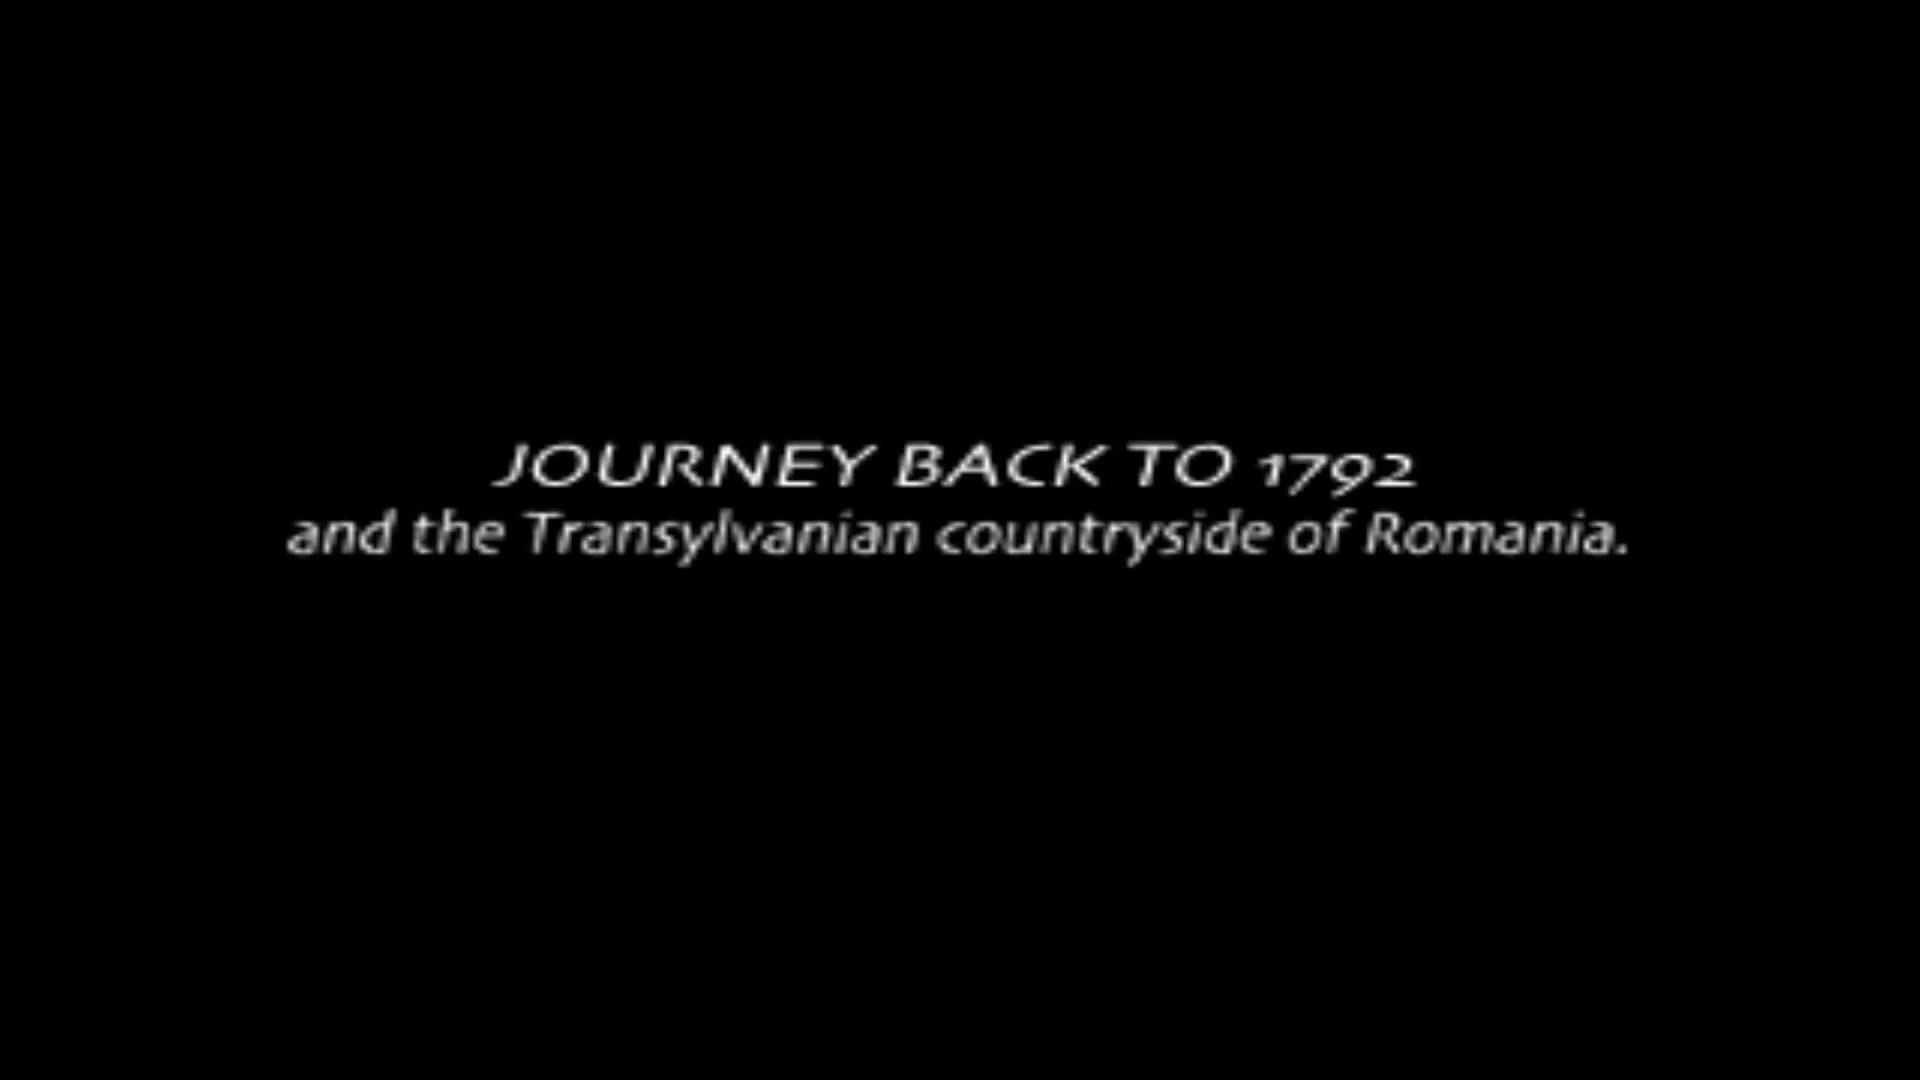 JOURNEY BACK TO 1792
and the Transylvanian countryside of Romania.